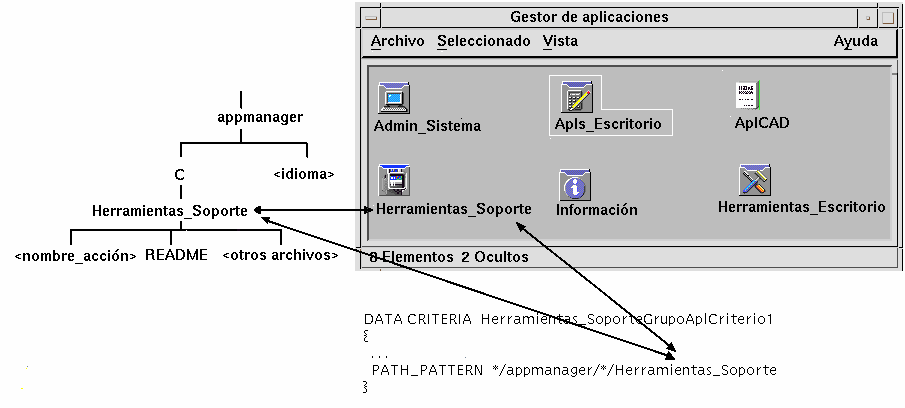 Gestor de aplicaciones
Archivo Seleccionado Vista Ayuda
Admin_Sistema Apls_Escritorio AplCAD
Herramientas_Soporte Información Herramientas_Escritorio
8 Elementos 2 Ocultos
appmanager
C <idioma>
Herramientas_Soporte
<nombre_acción> README <otros archivos>
DATA CRITERIA Herramientas_SoporteGrupoAplCriterio1
{
...
PATH_PATTERN */appmanager/*/Herramientas_Soporte
}